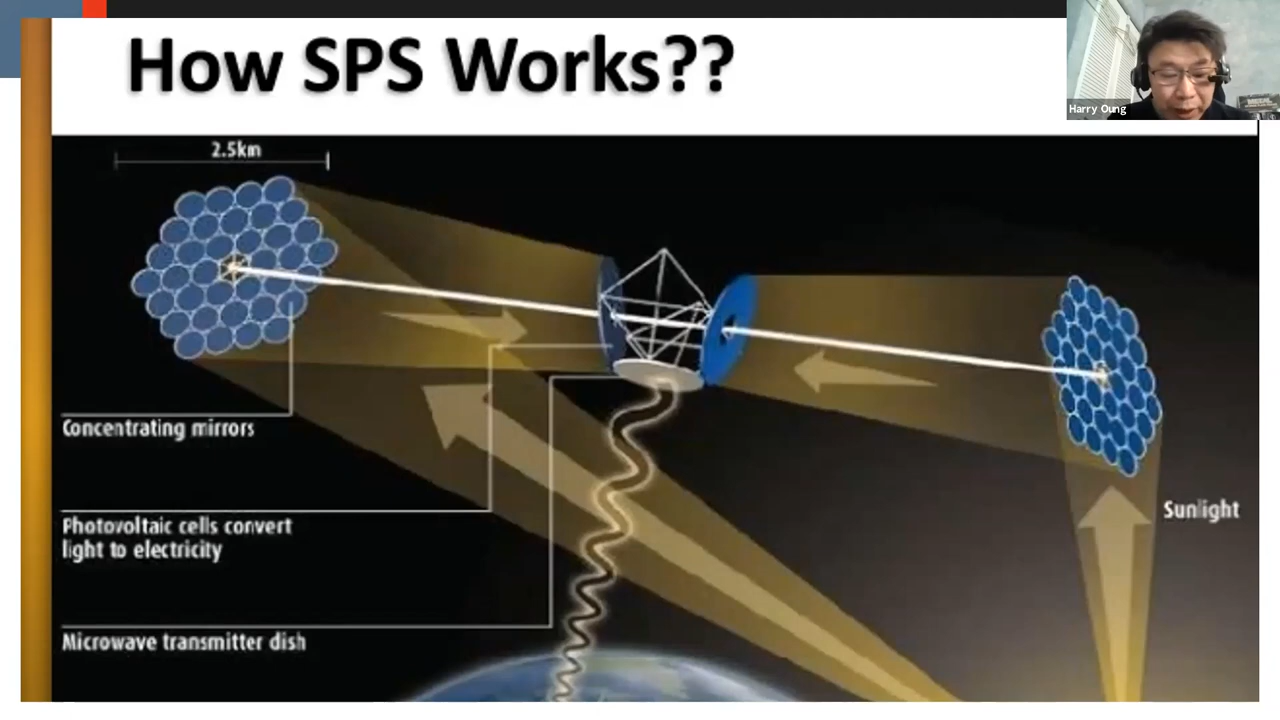 How SPS Works??
Harry Oung
2.5km
Concentrating mirrors
Photovoltaic cells convert
light to electricity
Sunlight
Microwave transmitter dish